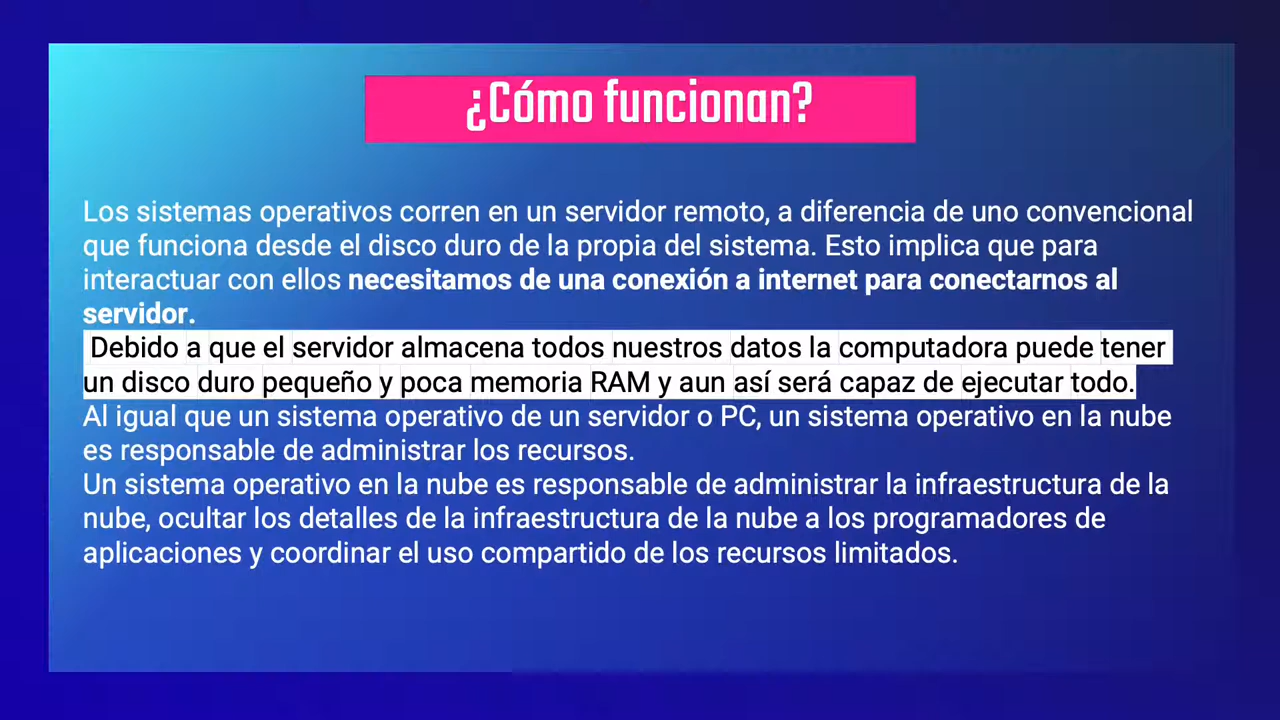 ¿Cómo funcionan?
Los sistemas operativos corren en un servidor remoto, a diferencia de uno convencional
que funciona desde el disco duro de la propia del sistema. Esto implica que para
interactuar con ellos necesitamos de una conexión a internet para conectarnos al
servidor.
Debido a que el servidor almacena todos nuestros datos la computadora puede tener
un disco duro pequeño y poca memoria RAM y aun así será capaz de ejecutar todo.
Al igual que un sistema operativo de un servidor o PC, un sistema operativo en la nube
es responsable de administrar los recursos.
Un sistema operativo en la nube es responsable de administrar la infraestructura de la
nube, ocultar los detalles de la infraestructura de la nube a los programadores de
aplicaciones y coordinar el uso compartido de los recursos limitados.